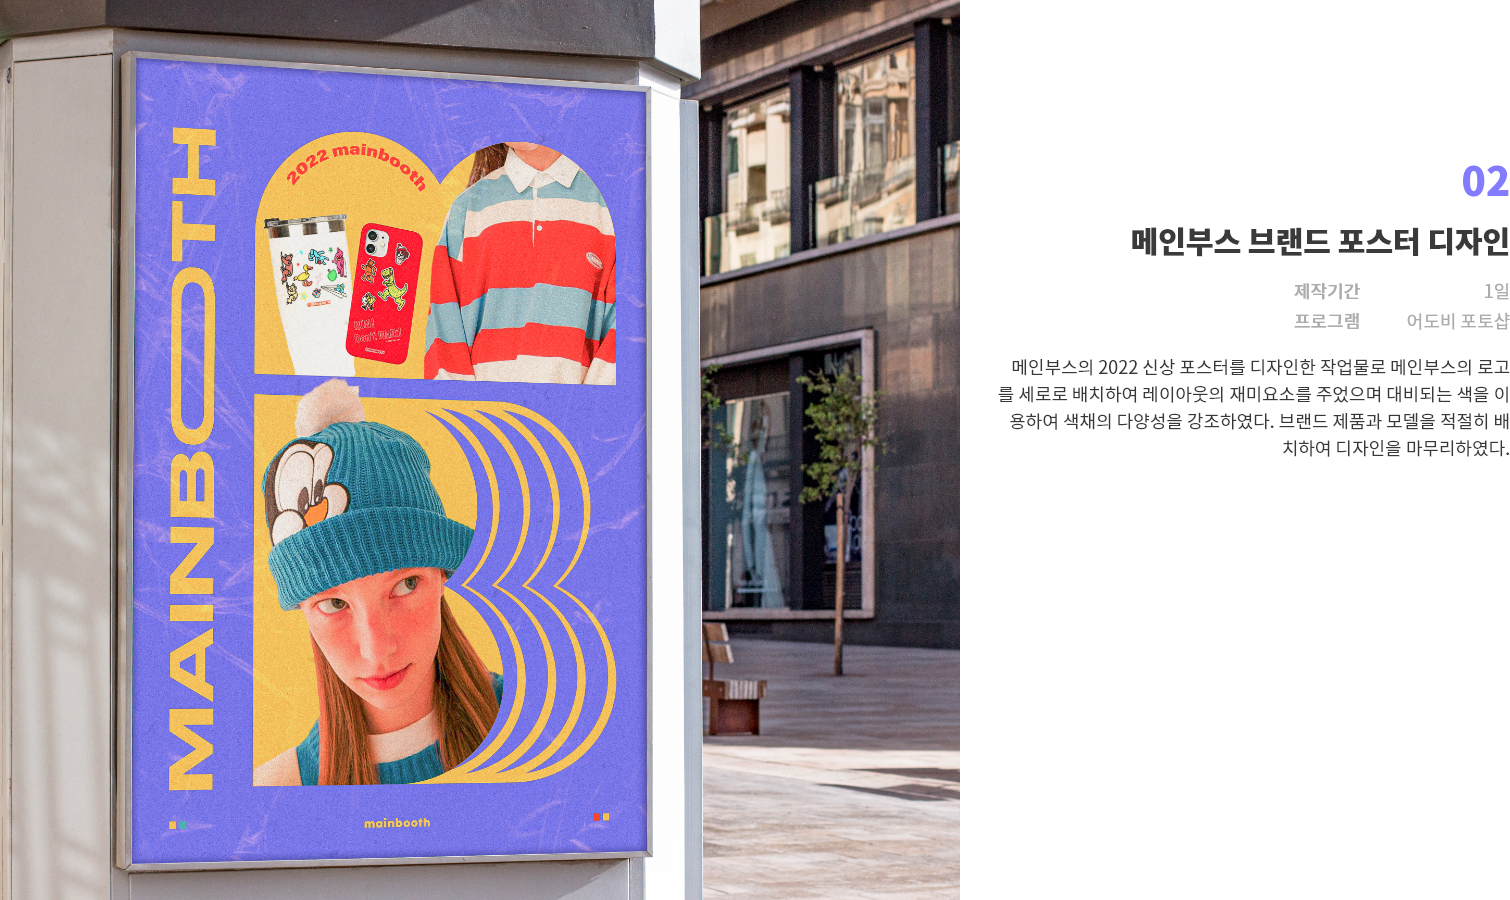 MAINBOOTH
2022 mainbooth
mainbooth
02
메인부스 브랜드 포스터 디자인
제작기간 1일
프로그램 어도비 포토샵
메인부스의 2022 신상 포스터를 디자인한 작업물로 메인부스의 로고
를 세로로 배치하여 레이아웃의 재미요소를 주었으며 대비되는 색을 이
용하여 색채의 다양성을 강조하였다. 브랜드 제품과 모델을 적절히 배
치하여 디자인을 마무리하였다.